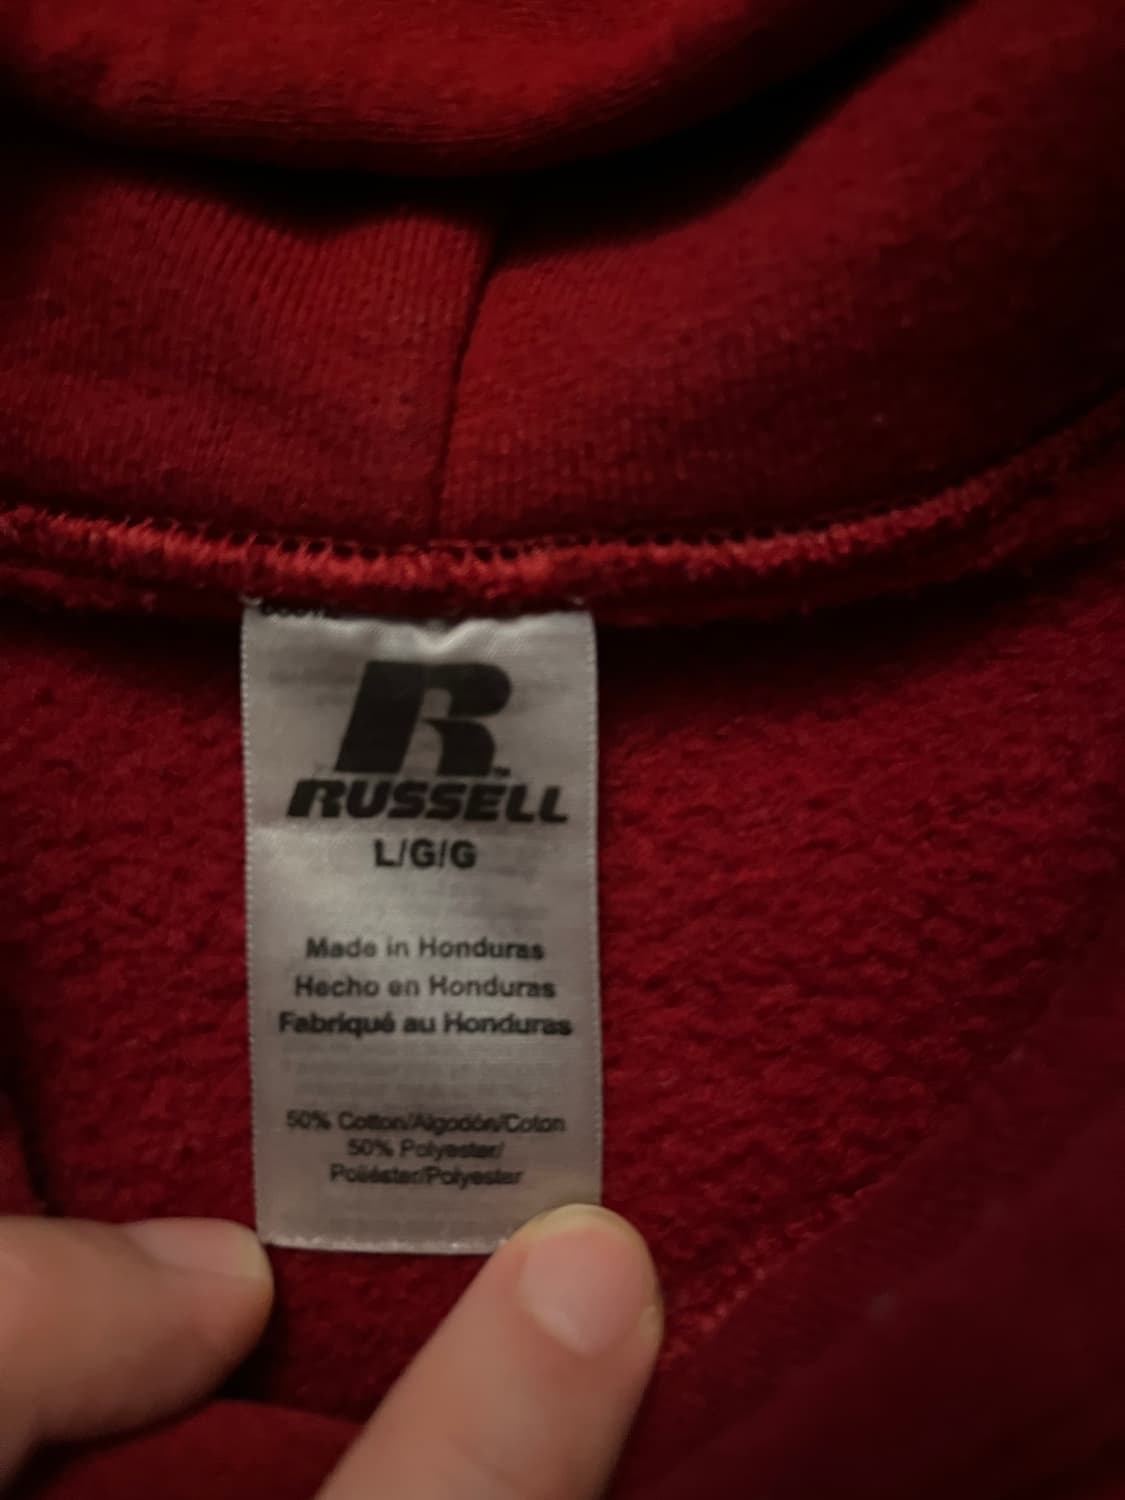 R
RUSSELL
L/G/G
Made in Honduras
Hecho en Honduras
Fabriqué au Honduras
50% Cotton/Algodón/Coton
50% Polyester/
Poliéster/Polyester